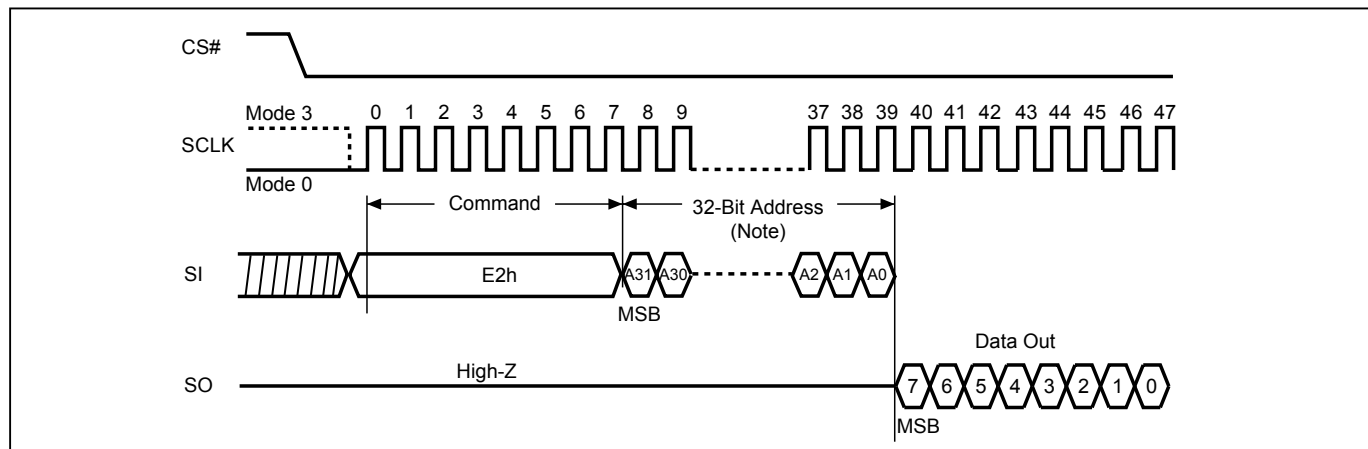 CS#
Mode 3
0 1 2 3 4 5 6 7 8 9 37 38 39 40 41 42 43 44 45 46 47
SCLK
Mode 0
Command
32-Bit Address
(Note)
SI
E2h
A31 A30 A2 A1 A0
MSB
Data Out
High-Z
SO
7 6 5 4 3 2 1 0
MSB